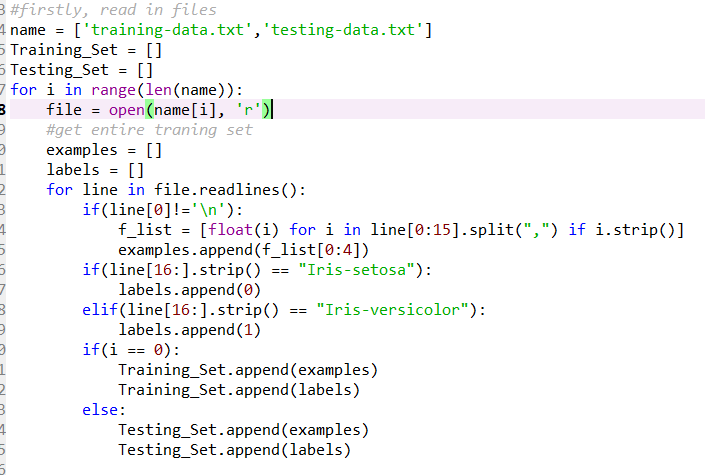 3 #firstly, read in files
4 name = ['training-data.txt','testing-data.txt']
5 Training_Set = []
6 Testing_Set = []
7 for i in range(len(name)):
8     file = open(name[i], 'r')
9     #get entire traning set
0     examples = []
1     labels = []
2     for line in file.readlines():
3         if(line[0]!='\n'):
4             f_list = [float(i) for i in line[0:15].split(",") if i.strip()]
5             examples.append(f_list[0:4])
6         if(line[16:].strip() == "Iris-setosa"):
7             labels.append(0)
8         elif(line[16:].strip() == "Iris-versicolor"):
9             labels.append(1)
0         if(i == 0):
1             Training_Set.append(examples)
2             Training_Set.append(labels)
3         else:
4             Testing_Set.append(examples)
5             Testing_Set.append(labels)
6